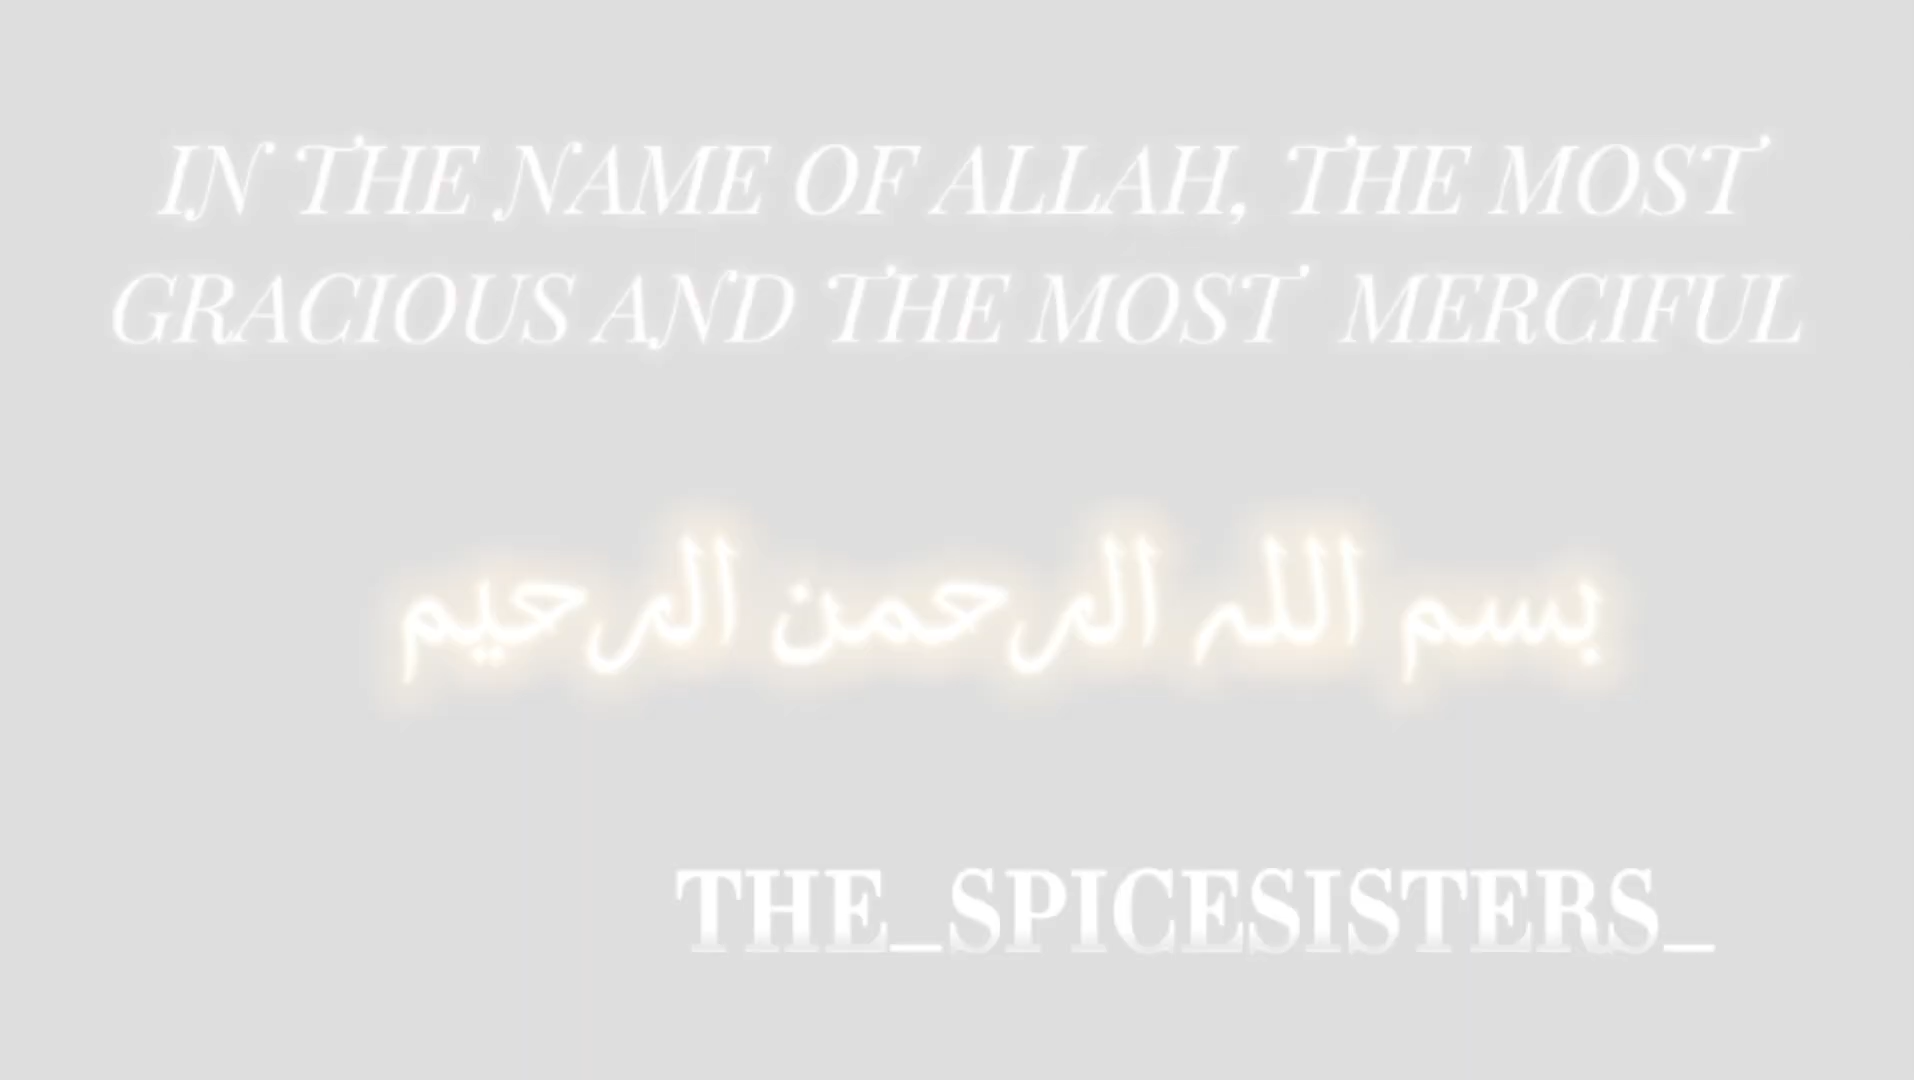 IN THE NAME OF ALLAH, THE MOST
GRACIOUS AND THE MOST MERCIFUL
بسم الله الرحمن الرحيم
THE_SPICESISTERS_